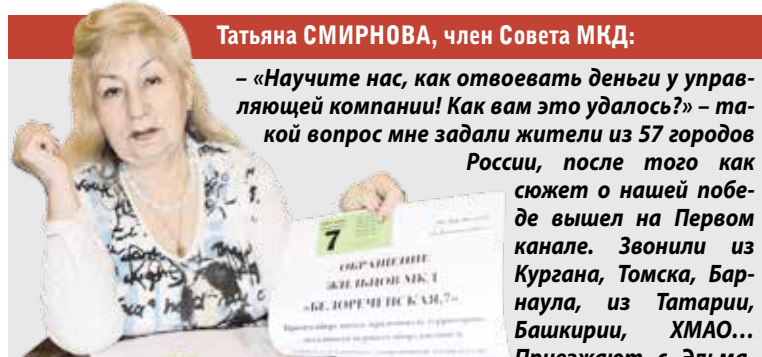 Татьяна СМИРНОВА, член Совета МКД:
– «Научите нас, как отвоевать деньги у управ-
ляющей компании! Как вам это удалось?» – та-
кой вопрос мне задали жители из 57 городов
России, после того как
сюжет о нашей побе-
де вышел на Первом
канале. Звонили из
Кургана, Томска, Бар-
наула, из Татарии,
Башкирии, ХМАО…
Приезжают с Эльма-
7
ОБРАЩЕНИЕ
ЖИЛЬЦОВ МКД
«БЕЛОРЕЧЕНСКАЯ,7»